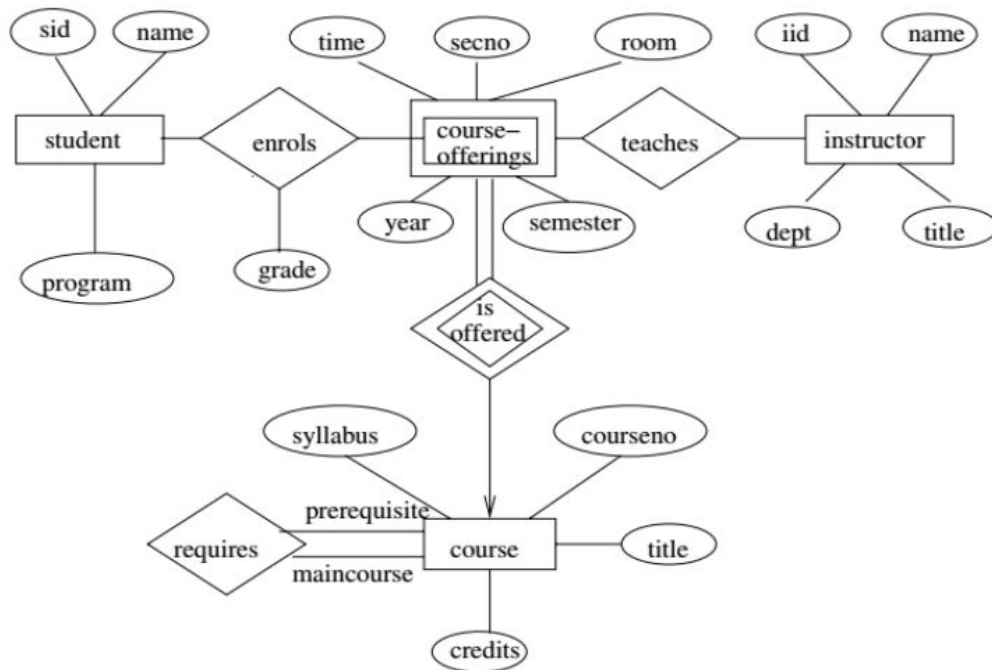 sid
name
time
secno
room
iid
name
student
enrols
course–
offerings
teaches
instructor
program
grade
year
semester
dept
title
is
offered
syllabus
courseno
requires
prerequisite
maincourse
course
title
credits